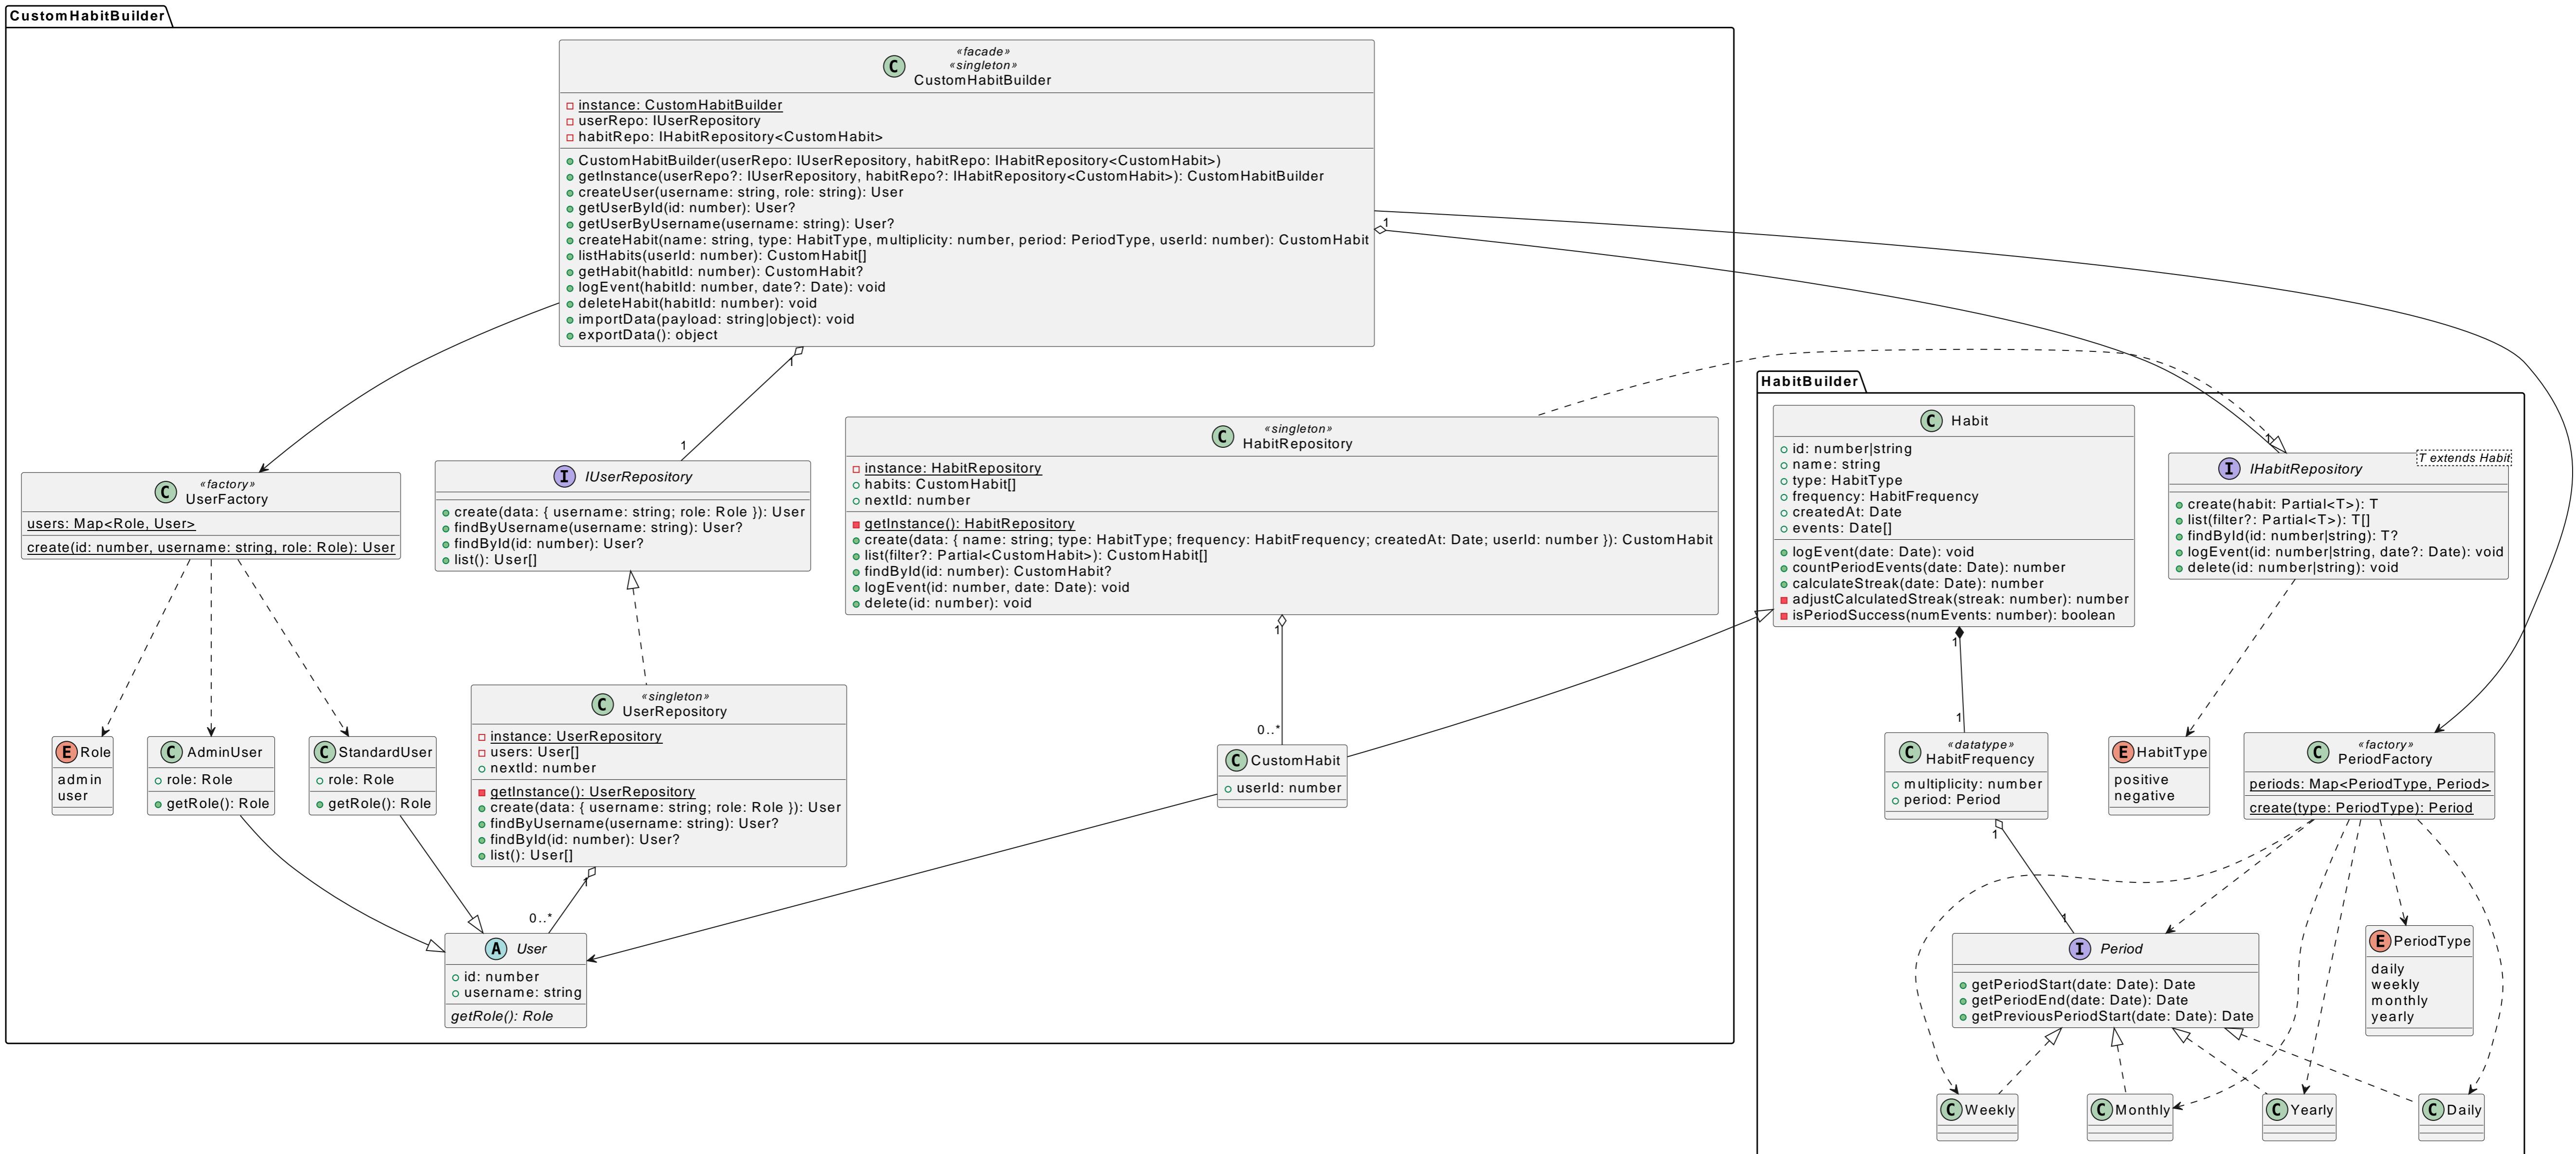 CustomHabitBuilder
«facade»
«singleton»
CustomHabitBuilder
instance: CustomHabitBuilder
userRepo: IUserRepository
habitRepo: IHabitRepository<CustomHabit>
CustomHabitBuilder(userRepo: IUserRepository, habitRepo: IHabitRepository<CustomHabit>)
getInstance(userRepo?: IUserRepository, habitRepo?: IHabitRepository<CustomHabit>): CustomHabitBuilder
createUser(username: string, role: string): User
getUserById(id: number): User?
getUserByUsername(username: string): User?
createHabit(name: string, type: HabitType, multiplicity: number, period: PeriodType, userId: number): CustomHabit
listHabits(userId: number): CustomHabit[]
getHabit(habitId: number): CustomHabit?
logEvent(habitId: number, date?: Date): void
deleteHabit(habitId: number): void
importData(payload: string|object): void
exportData(): object
1
1
1
1
HabitBuilder
«factory»
UserFactory
users: Map<Role, User>
create(id: number, username: string, role: Role): User
I IUserRepository
create(data: { username: string; role: Role }): User
findByUsername(username: string): User?
findById(id: number): User?
list(): User[]
«singleton»
HabitRepository
instance: HabitRepository
habits: CustomHabit[]
nextId: number
getInstance(): HabitRepository
create(data: { name: string; type: HabitType; frequency: HabitFrequency; createdAt: Date; userId: number }): CustomHabit
list(filter?: Partial<CustomHabit>): CustomHabit[]
findById(id: number): CustomHabit?
logEvent(id: number, date: Date): void
delete(id: number): void
1
C Habit
id: number|string
name: string
type: HabitType
frequency: HabitFrequency
createdAt: Date
events: Date[]
logEvent(date: Date): void
countPeriodEvents(date: Date): number
calculateStreak(date: Date): number
adjustCalculatedStreak(streak: number): number
isPeriodSuccess(numEvents: number): boolean
1
I IHabitRepository
T extends Habit
create(habit: Partial<T>): T
list(filter?: Partial<T>): T[]
findById(id: number|string): T?
logEvent(id: number|string, date?: Date): void
delete(id: number|string): void
E Role
admin
user
C AdminUser
role: Role
getRole(): Role
C StandardUser
role: Role
getRole(): Role
«singleton»
UserRepository
instance: UserRepository
users: User[]
nextId: number
getInstance(): UserRepository
create(data: { username: string; role: Role }): User
findByUsername(username: string): User?
findById(id: number): User?
list(): User[]
1
0..*
0..*
C CustomHabit
userId: number
1
«datatype»
HabitFrequency
multiplicity: number
period: Period
1
1
E HabitType
positive
negative
«factory»
PeriodFactory
periods: Map<PeriodType, Period>
create(type: PeriodType): Period
A User
id: number
username: string
getRole(): Role
I Period
getPeriodStart(date: Date): Date
getPeriodEnd(date: Date): Date
getPreviousPeriodStart(date: Date): Date
E PeriodType
daily
weekly
monthly
yearly
C Weekly
C Monthly
C Yearly
C Daily